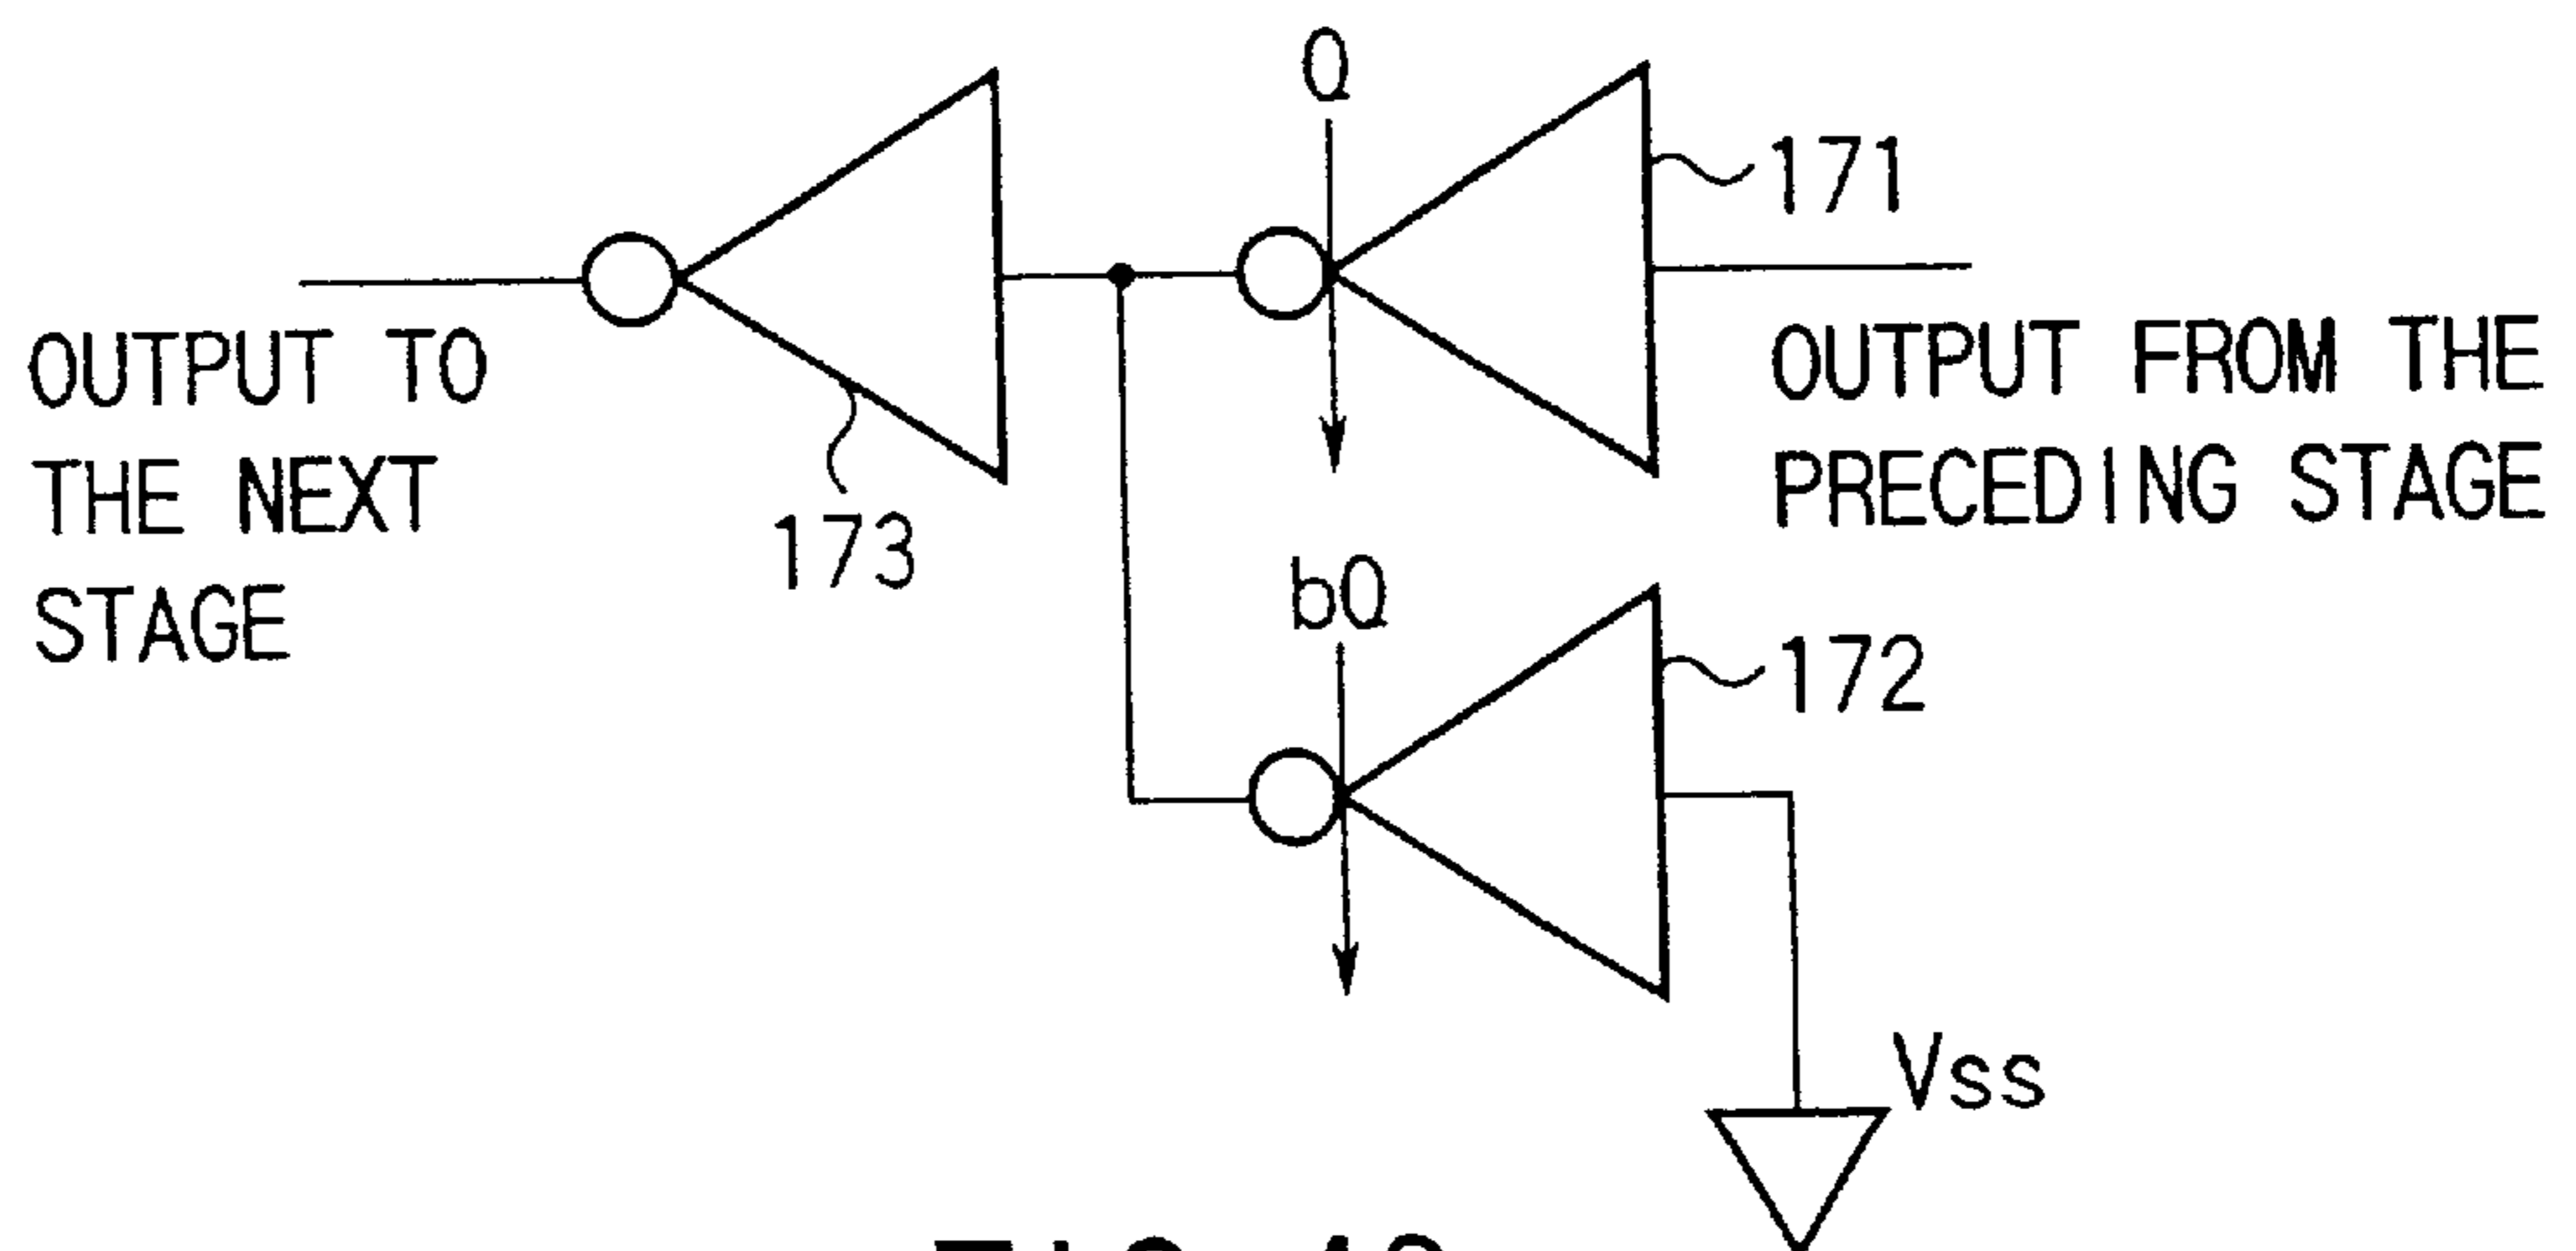 Q
171
OUTPUT TO
THE NEXT
STAGE
173
OUTPUT FROM THE
PRECEDING STAGE
bQ
172
Vss